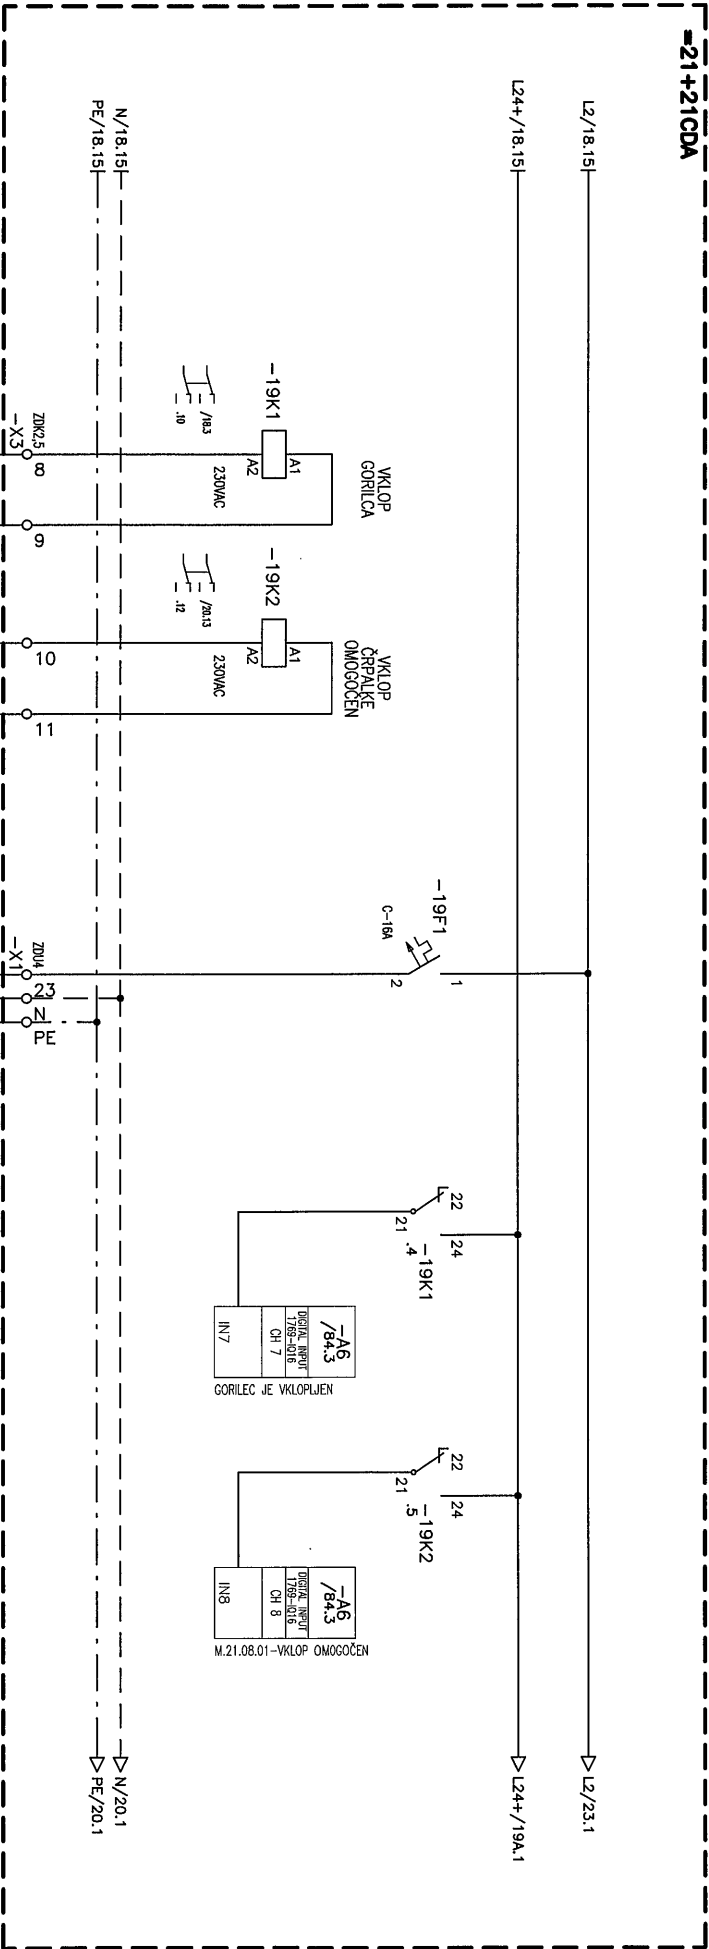 =21+21CDA
L2/18.15
L2/23.1
L24+/18.15
L24+/19A.1
N/18.15
N/20.1
PE/18.15
PE/20.1
VKLOP
GORILCA
-19K1
A1
A2
230VAC
/18.3
.10
ZDK2,5
-X3
8
9
VKLOP
ČRPALKE
OMOGOČEN
-19K2
A1
A2
230VAC
/20.13
.12
10
11
-19F1
C-16A
1
2
ZDU4
-X1
23
N
PE
22
24
21
-19K1
.4
-A6
/84.3
DIGITAL INPUT
1769-IQ16
CH 7
IN7
GORILEC JE VKLOPLJEN
22
24
21
-19K2
.5
-A6
/84.3
DIGITAL INPUT
1769-IQ16
CH 8
IN8
M.21.08.01-VKLOP OMOGOČEN